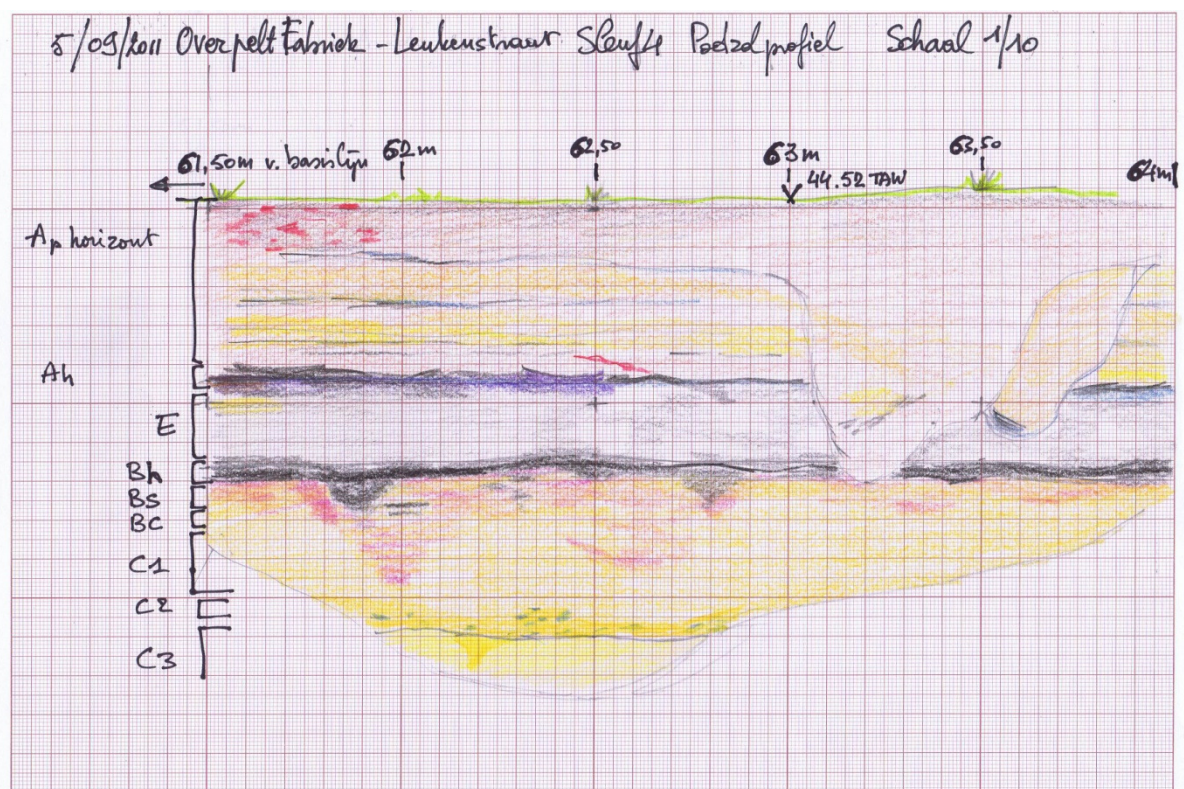 5/09/2011 Overpelt Fabriek - Leukenstraat Sleuf 4 Podzolprofiel Schaal 1/10
61,50m v. basislijn 62m 62,50 63m 63,50 64m
44.52 TAW
Ap horizont
Ah
E
Bh
BS
BC
C1
C2
C3